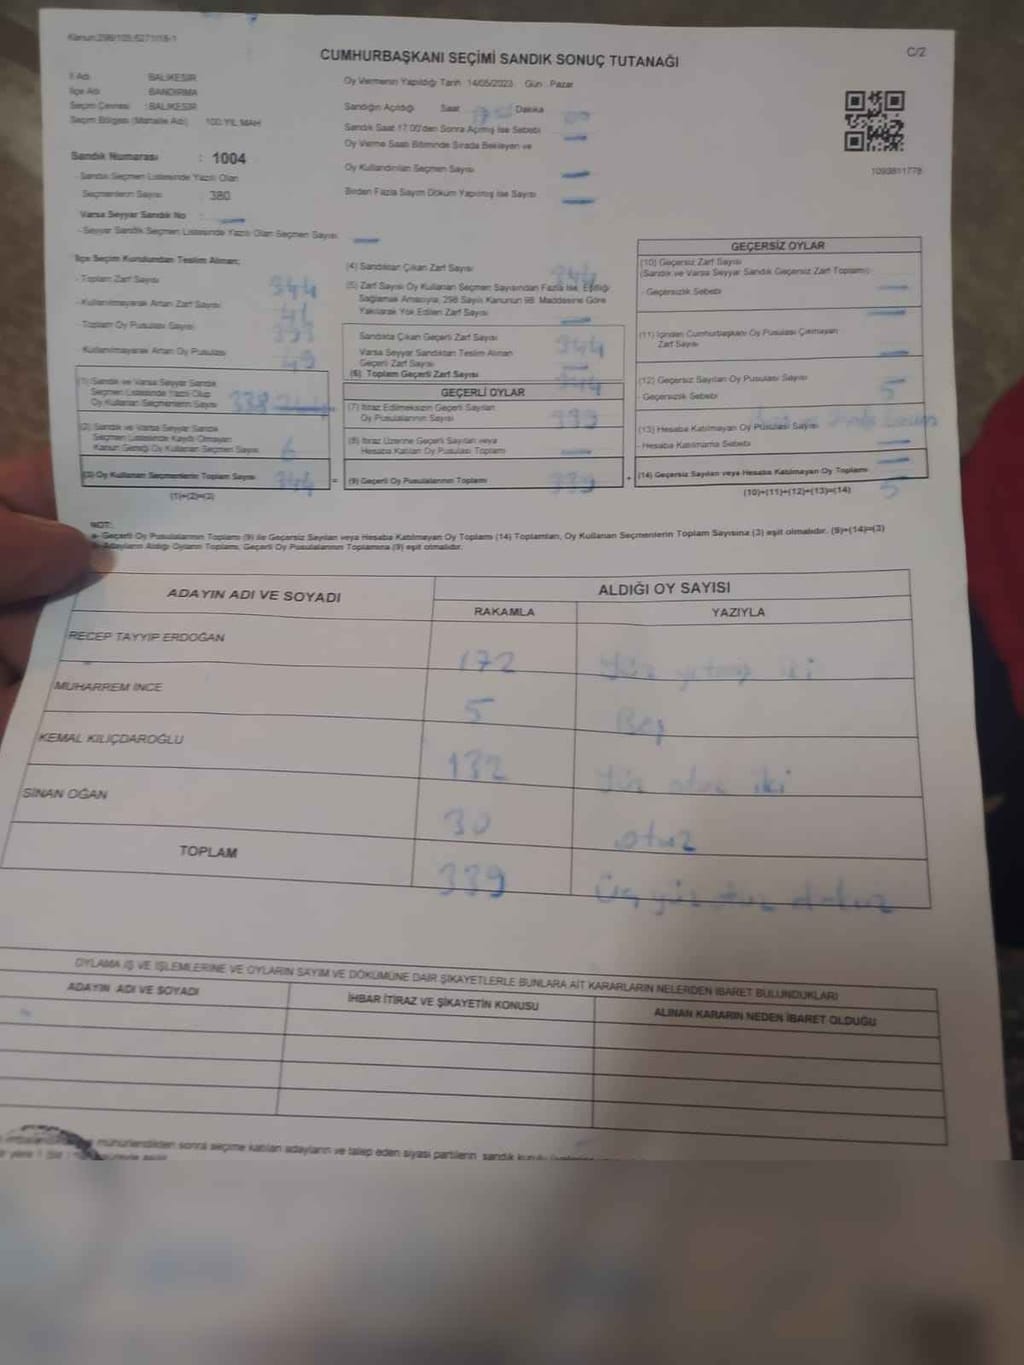 Kanun:298/105;6271/18-1
C/2
CUMHURBAŞKANI SEÇİMİ SANDIK SONUÇ TUTANAĞI
İl Adı BALIKESİR
İlçe Adı BANDIRMA
Seçim Çevresi : BALIKESİR
Seçim Bölgesi (Mahalle Adı) 100.YIL MAH
Sandık Numarası : 1004
- Sandık Seçmen Listesinde Yazılı Olan
Seçmenlerin Sayısı : 380
Varsa Seyyar Sandık No :
- Seyyar Sandık Seçmen Listesinde Yazılı Olan Seçmen Sayısı
Oy Vermenin Yapıldığı Tarih 14/05/2023 Gün : Pazar
Sandığın Açıldığı Saat Dakika
Sandık Saat 17.00'den Sonra Açılmış İse Sebebi
Oy Verme Saati Bitiminde Sırada Bekleyen ve
Oy Kullandırılan Seçmen Sayısı
Birden Fazla Sayım Döküm Yapılmış İse Sayısı
1093811778
İlçe Seçim Kurulundan Teslim Alınan;
- Toplam Zarf Sayısı
- Kullanılmayarak Artan Zarf Sayısı
- Toplam Oy Pusulası Sayısı 393
- Kullanılmayarak Artan Oy Pusulası 49
(1) Sandık ve Varsa Seyyar Sandık
Seçmen Listesinde Yazılı Olup
Oy Kullanan Seçmenlerin Sayısı 338
(2) Sandık ve Varsa Seyyar Sandık
Seçmen Listesinde Kayıtlı Olmayan
Kanun Gereği Oy Kullanan Seçmen Sayısı 6
(3) Oy Kullanan Seçmenlerin Toplam Sayısı 344
(1)+(2)=(3)
(4) Sandıktan Çıkan Zarf Sayısı 344
(5) Zarf Sayısı Oy Kullanan Seçmen Sayısından Fazla İse, Eşitliği
Sağlamak Amacıyla, 298 Sayılı Kanunun 98. Maddesine Göre
Yakılarak Yok Edilen Zarf Sayısı
Sandıkta Çıkan Geçerli Zarf Sayısı 344
Varsa Seyyar Sandıktan Teslim Alınan
Geçerli Zarf Sayısı
(6) Toplam Geçerli Zarf Sayısı 344
GEÇERLİ OYLAR
(7) İtiraz Edilmeksizin Geçerli Sayılan
Oy Pusulalarının Sayısı 339
(8) İtiraz Üzerine Geçerli Sayılan veya
Hesaba Katılan Oy Pusulası Toplamı
= (9) Geçerli Oy Pusulalarının Toplamı 339
GEÇERSİZ OYLAR
(10) Geçersiz Zarf Sayısı
(Sandık ve Varsa Seyyar Sandık Geçersiz Zarf Toplamı)
- Geçersizlik Sebebi
(11) İçinden Cumhurbaşkanı Oy Pusulası Çıkmayan
Zarf Sayısı
(12) Geçersiz Sayılan Oy Pusulası Sayısı 5
- Geçersizlik Sebebi
(13) Hesaba Katılmayan Oy Pusulası Sayısı
- Hesaba Katılmama Sebebi
+ (14) Geçersiz Sayılan veya Hesaba Katılmayan Oy Toplamı 5
(10)+(11)+(12)+(13)=(14)
NOT:
a- Geçerli Oy Pusulalarının Toplamı (9) ile Geçersiz Sayılan veya Hesaba Katılmayan Oy Toplamı (14) Toplamları, Oy Kullanan Seçmenlerin Toplam Sayısına (3) eşit olmalıdır. (9)+(14)=(3)
Adayların Aldığı Oyların Toplamı, Geçerli Oy Pusulalarının Toplamına (9) eşit olmalıdır.
ADAYIN ADI VE SOYADI ALDIĞI OY SAYISI
RAKAMLA YAZIYLA
RECEP TAYYİP ERDOĞAN 172 Yüz yetmiş iki
MUHARREM İNCE 5 Beş
KEMAL KILIÇDAROĞLU 132 Yüz otuz iki
SİNAN OĞAN 30 otuz
TOPLAM 339 Üç yüz otuz dokuz
OYLAMA İŞ VE İŞLEMLERİNE VE OYLARIN SAYIM VE DÖKÜMÜNE DAİR ŞİKAYETLERLE BUNLARA AİT KARARLARIN NELERDEN İBARET BULUNDUKLARI
ADAYIN ADI VE SOYADI İHBAR İTİRAZ VE ŞİKAYETİN KONUSU ALINAN KARARIN NEDEN İBARET OLDUĞU
mühürlendikten sonra seçime katılan adayların ve talep eden siyasi partilerin sandık kurulu